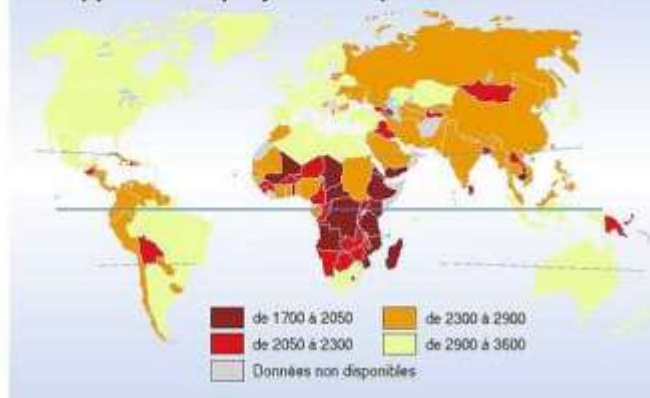 de 1700 à 2050
de 2300 à 2900
de 2050 à 2300
de 2900 à 3600
Données non disponibles